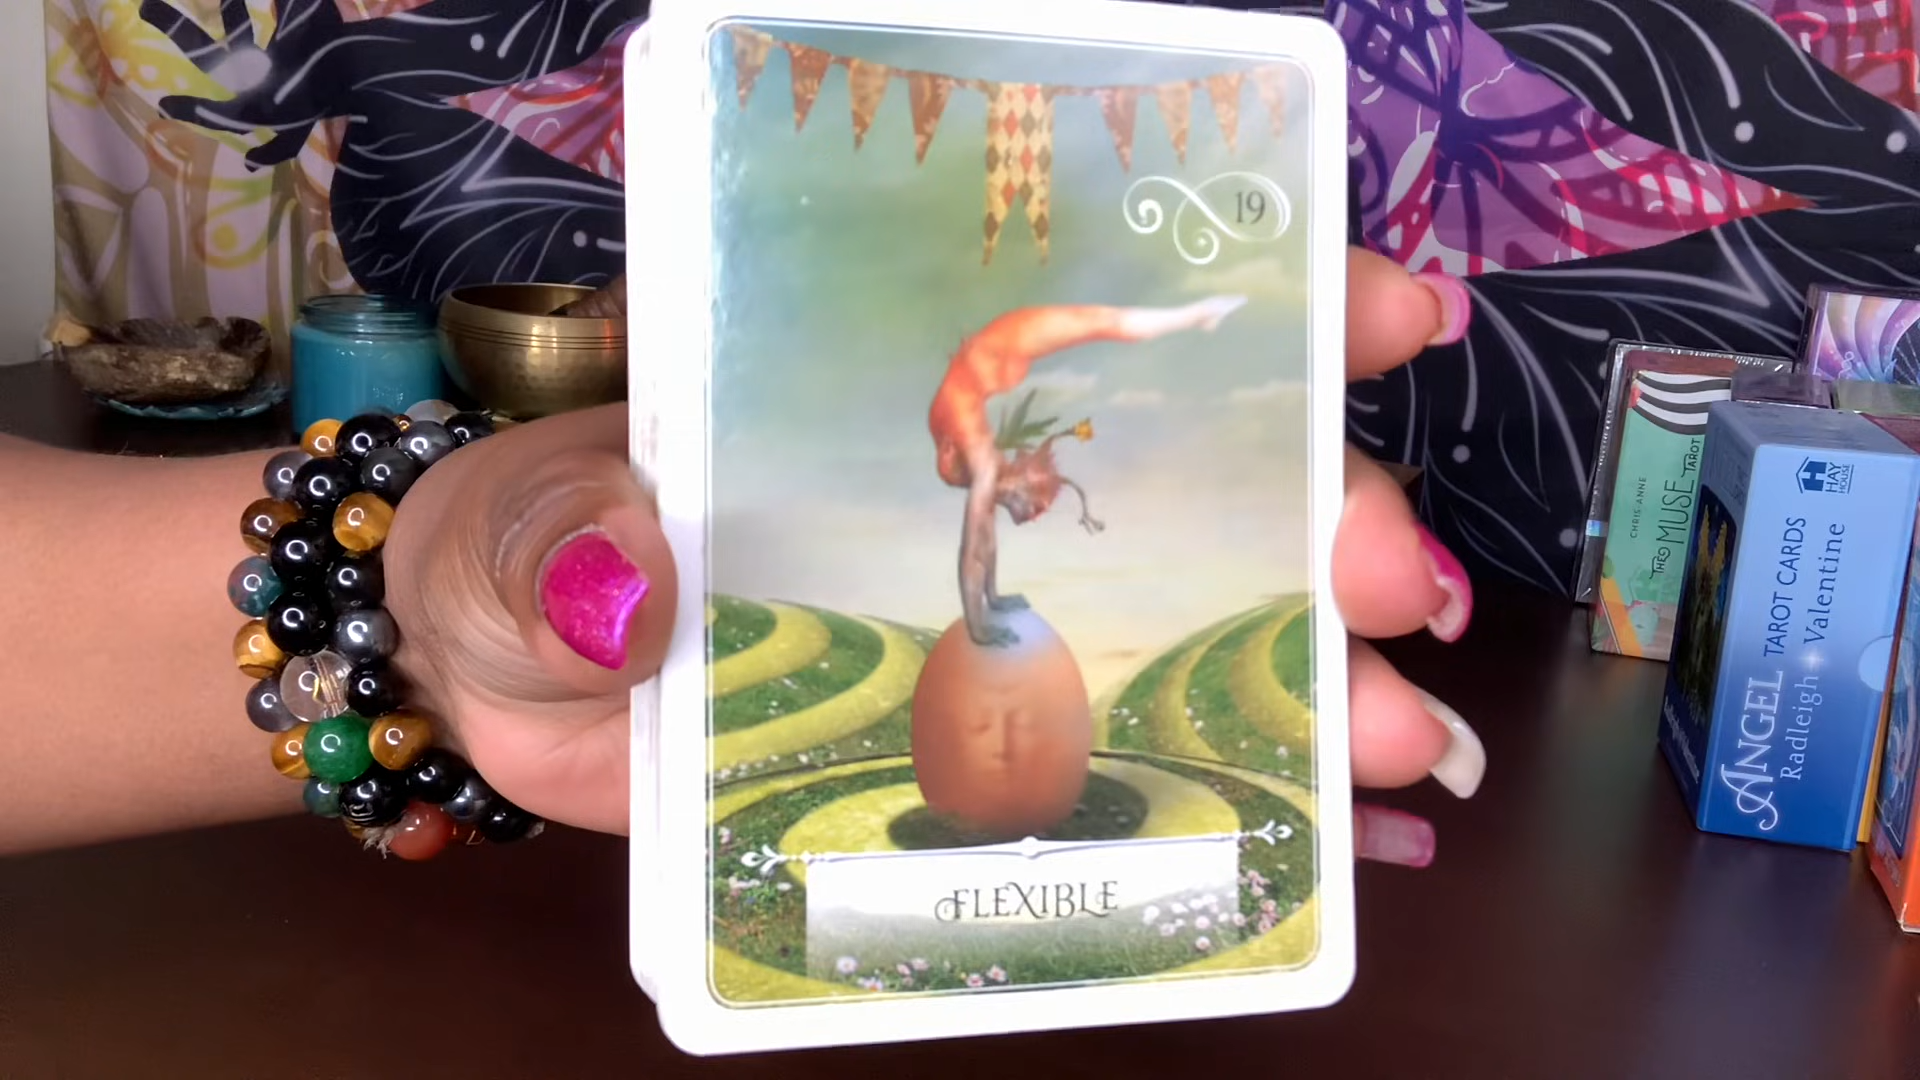 19
FLEXIBLE
CHRIS-ANNE
THE MUSE TAROT
HAY
HOUSE
ANGEL TAROT CARDS
Radleigh Valentine